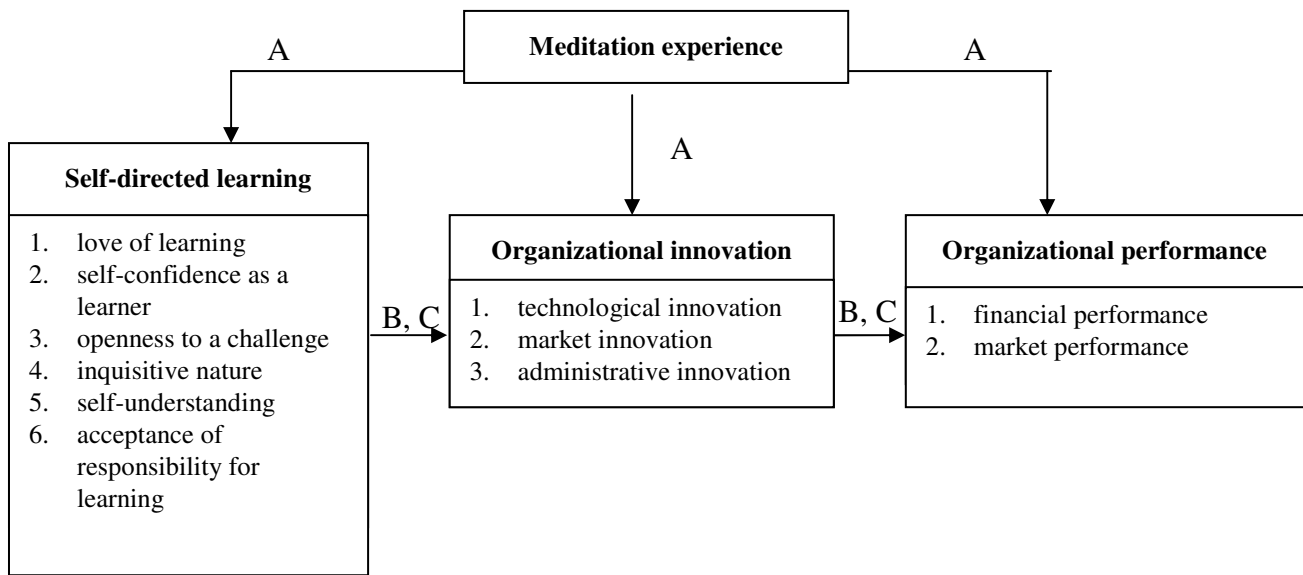 Meditation experience
A
A
A
Self-directed learning
1. love of learning
2. self-confidence as a
learner
3. openness to a challenge
4. inquisitive nature
5. self-understanding
6. acceptance of
responsibility for
learning
B, C
Organizational innovation
1. technological innovation
2. market innovation
3. administrative innovation
B, C
Organizational performance
1. financial performance
2. market performance